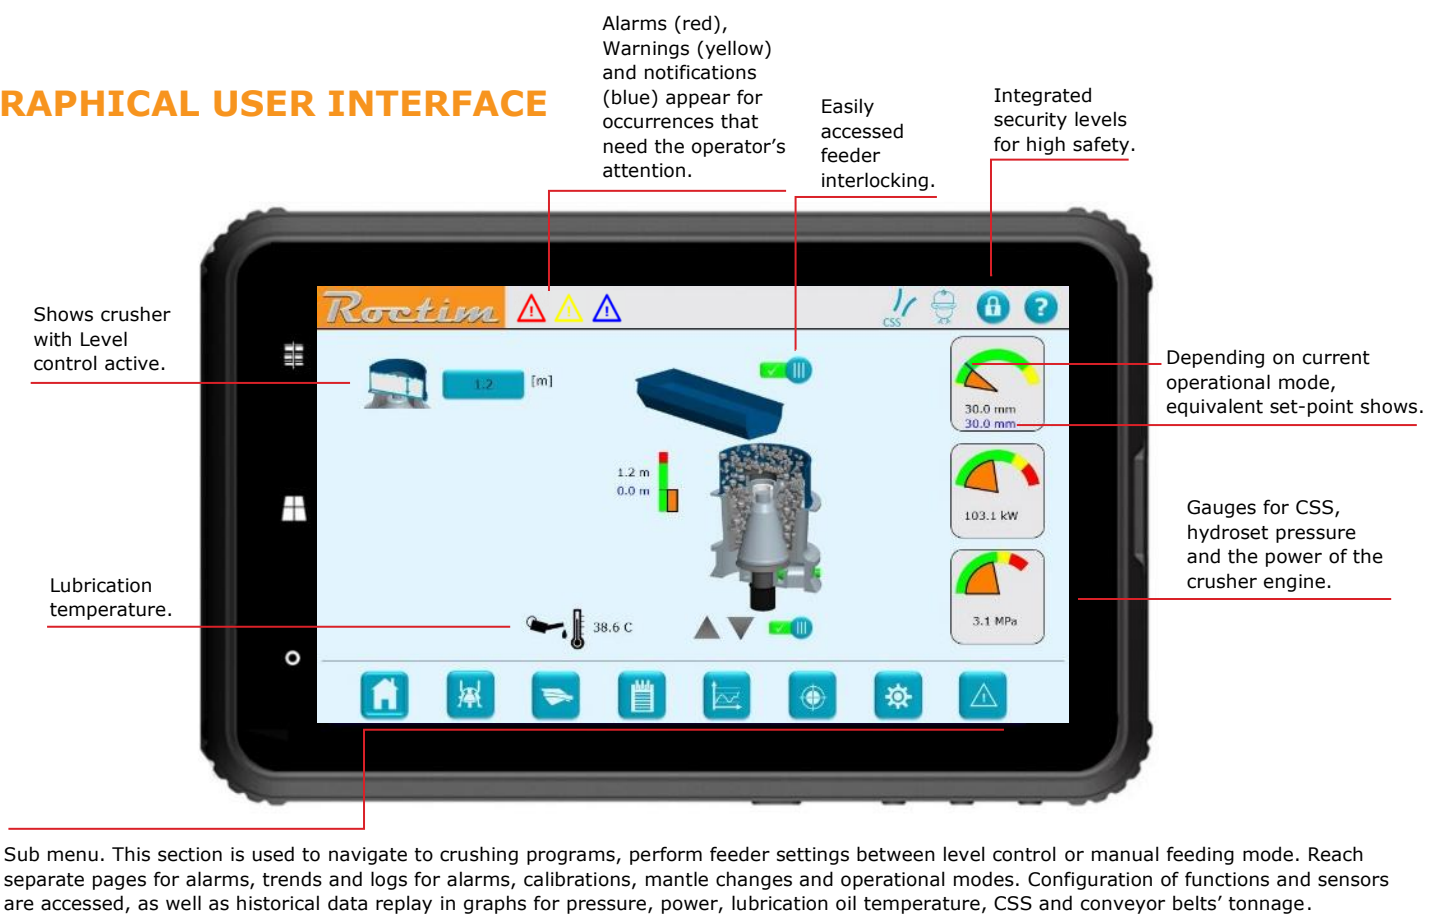 Alarms (red),
Warnings (yellow)
and notifications
(blue) appear for
occurrences that
need the operator's
attention.
RAPHICAL USER INTERFACE
Easily
accessed
feeder
interlocking.
Integrated
security levels
for high safety.
Shows crusher
with Level
control active.
Roctim
CSS
?
1.2 [m]
30.0 mm
30.0 mm
Depending on current
operational mode,
equivalent set-point shows.
1.2 m
0.0 m
103.1 kW
Gauges for CSS,
hydroset pressure
and the power of the
crusher engine.
Lubrication
temperature.
38.6 C
3.1 MPa
Sub menu. This section is used to navigate to crushing programs, perform feeder settings between level control or manual feeding mode. Reach
separate pages for alarms, trends and logs for alarms, calibrations, mantle changes and operational modes. Configuration of functions and sensors
are accessed, as well as historical data replay in graphs for pressure, power, lubrication oil temperature, CSS and conveyor belts' tonnage.